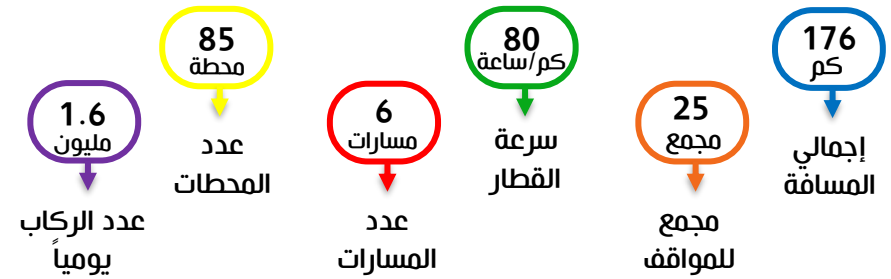 176
كم
إجمالي
المسافة
25
مجمع
مجمع
للمواقف
80
كم/ساعة
سرعة
القطار
6
مسارات
عدد
المسارات
85
محطة
عدد
المحطات
1.6
مليون
عدد الركاب
يومياً